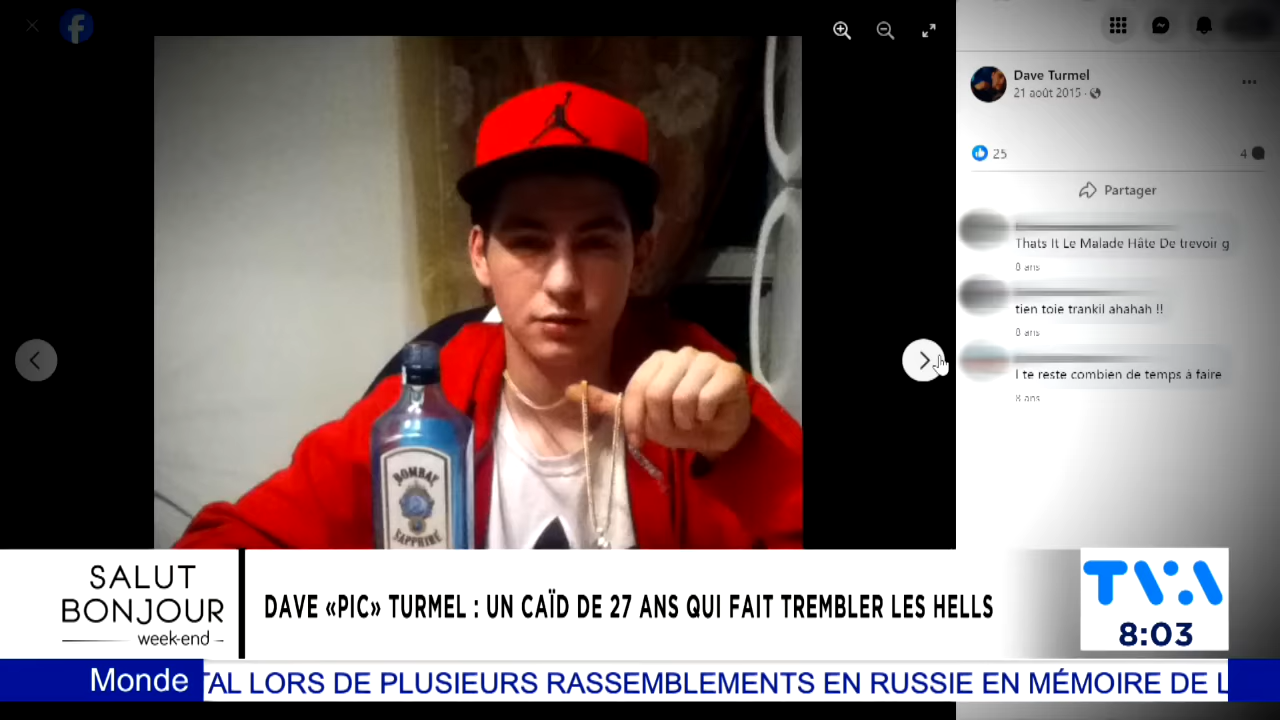 Dave Turmel
21 août 2015 ·
25
4
Partager
Thats It Le Malade Hâte De trevoir g
0 ans
tien toie trankil ahahah !!
0 ans
I te reste combien de temps à faire
8 ans
BOMBAY
SAPPHIRE
SALUT
BONJOUR
week-end
DAVE «PIC» TURMEL : UN CAÏD DE 27 ANS QUI FAIT TREMBLER LES HELLS
TVA
8:03
Monde
TAL LORS DE PLUSIEURS RASSEMBLEMENTS EN RUSSIE EN MÉMOIRE DE L